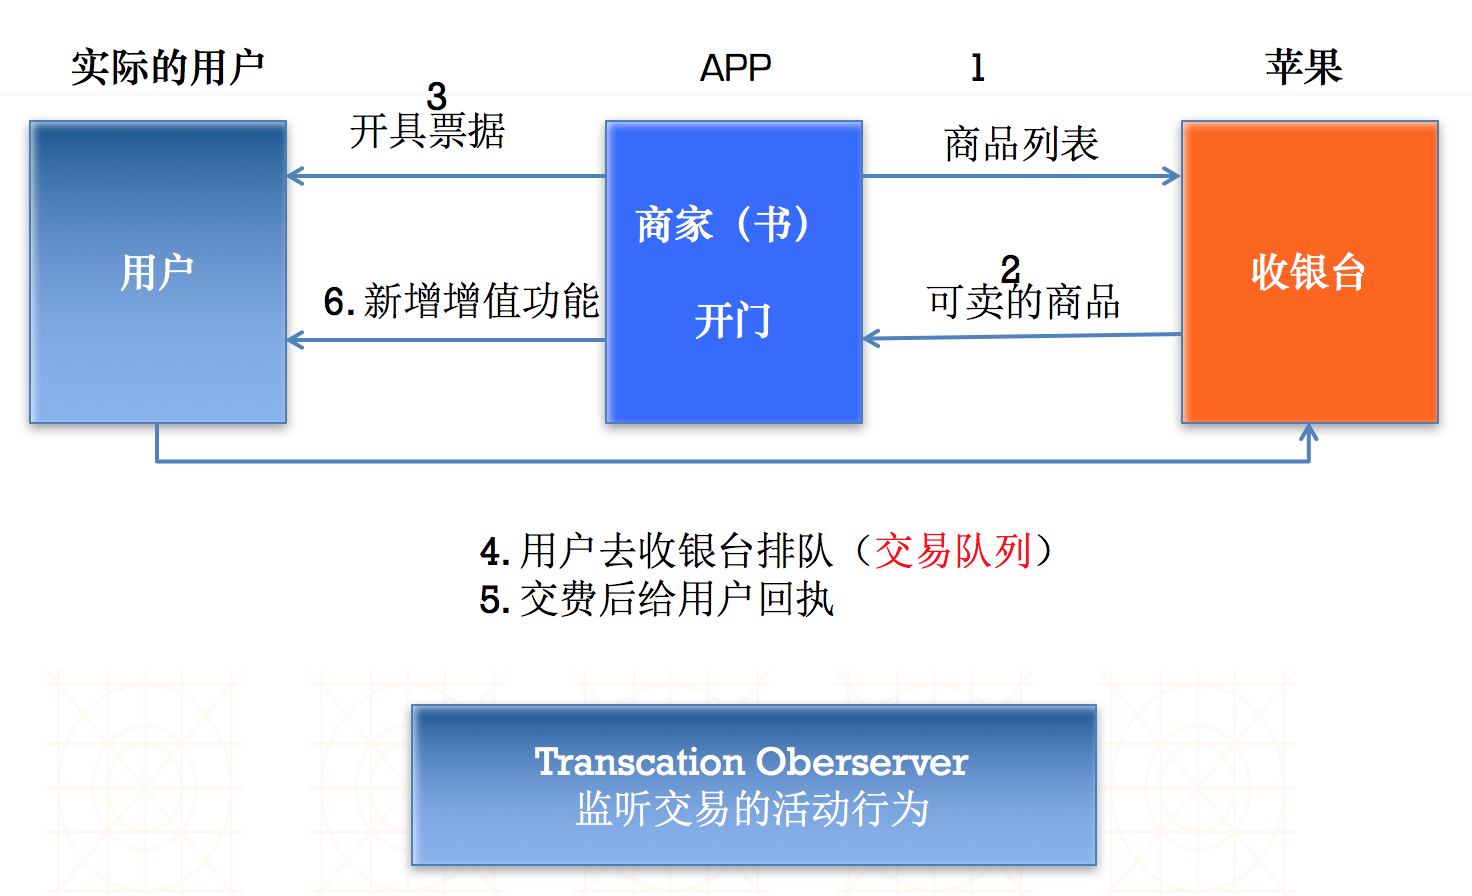 实际的用户
APP
1
苹果
3
开具票据
商品列表
商家（书）
开门
用户
收银台
2
可卖的商品
6. 新增增值功能
4. 用户去收银台排队（交易队列）
5. 交费后给用户回执
Transcation Oberserver
监听交易的活动行为